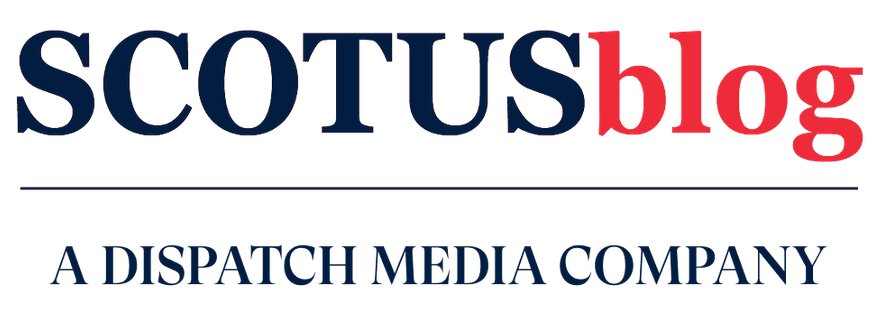 SCOTUSblog
A DISPATCH MEDIA COMPANY